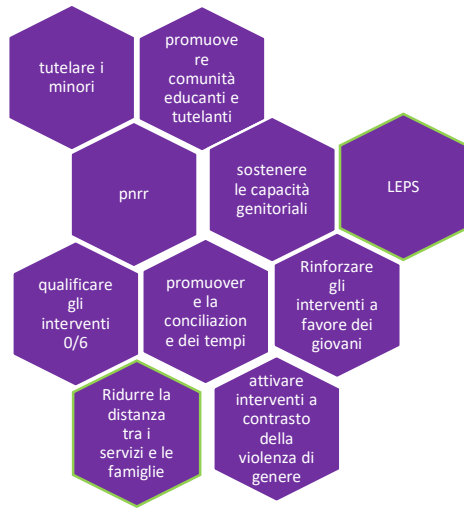 tutelare i
minori
promuove
re
comunità
educanti e
tutelanti
pnrr
sostenere
le capacità
genitoriali
LEPS
qualificare
gli
interventi
0/6
promuover
e la
conciliazion
e dei tempi
Rinforzare
gli
interventi a
favore dei
giovani
Ridurre la
distanza
tra i
servizi e le
famiglie
attivare
interventi a
contrasto
della
violenza di
genere